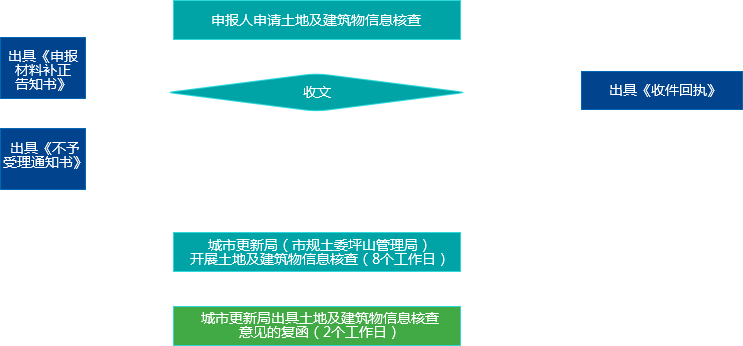 申报人申请土地及建筑物信息核查
出具《申报
材料补正
告知书》
收文
出具《收件回执》
出具《不予
受理通知书》
城市更新局（市规土委坪山管理局）
开展土地及建筑物信息核查（8个工作日）
城市更新局出具土地及建筑物信息核查
意见的复函（2个工作日）